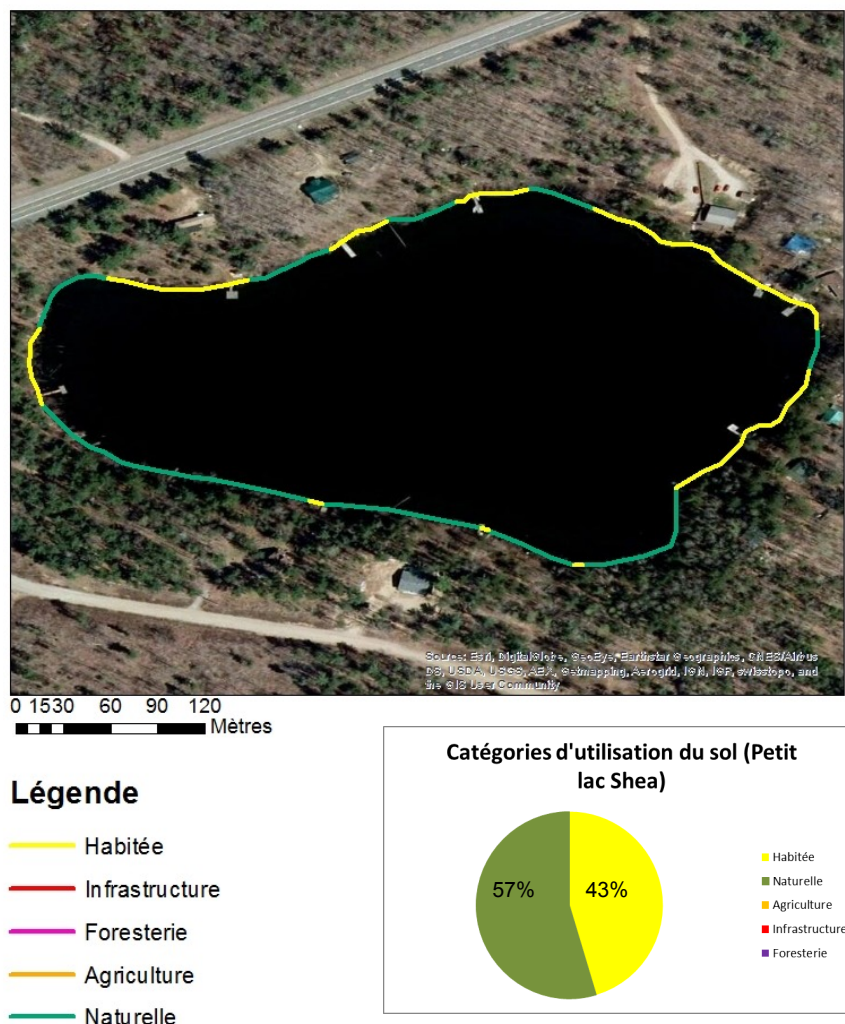 Source: Esri, DigitalGlobe, GeoEye, Earthstar Geographics, CNES/Airbus
DS, USDA, USGS, AEX, Getmapping, Aerogrid, IGN, IGP, swisstopo, and
the GIS User Community
0 1530 60 90 120
Mètres
Légende
Habitée
Infrastructure
Foresterie
Agriculture
Naturelle
Catégories d'utilisation du sol (Petit
lac Shea)
57%
43%
Habitée
Naturelle
Agriculture
Infrastructure
Foresterie